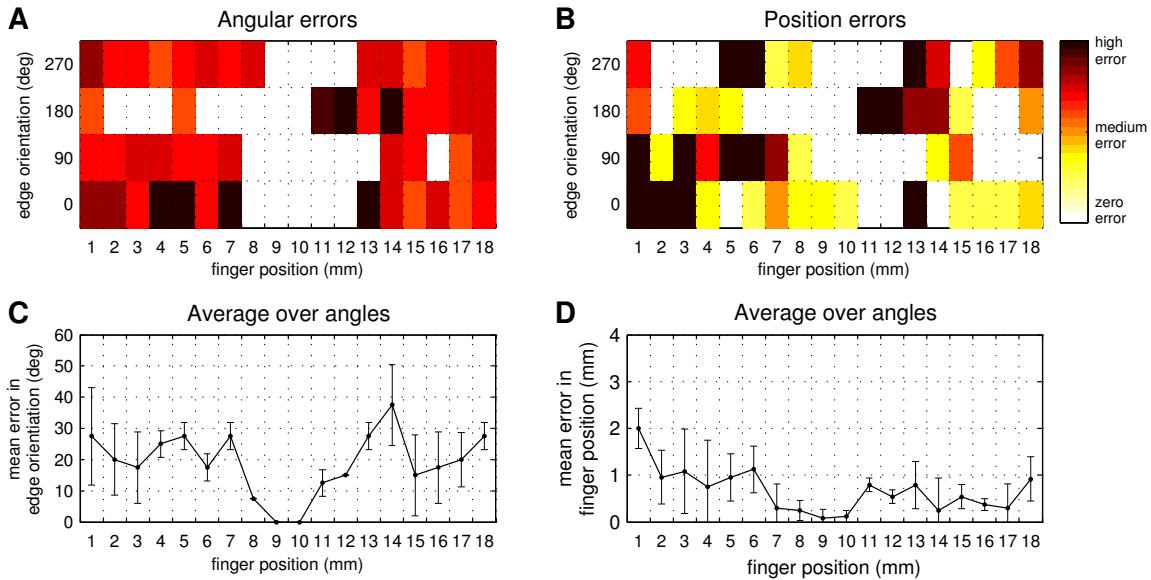 A
Angular errors
edge orientation (deg)
270
180
90
0
1 2 3 4 5 6 7 8 9 10 11 12 13 14 15 16 17 18
finger position (mm)
B
Position errors
edge orientation (deg)
270
180
90
0
1 2 3 4 5 6 7 8 9 10 11 12 13 14 15 16 17 18
finger position (mm)
high
error
medium
error
zero
error
C
Average over angles
mean error in
edge orientiation (deg)
60
50
40
30
20
10
0
1 2 3 4 5 6 7 8 9 10 11 12 13 14 15 16 17 18
finger position (mm)
D
Average over angles
mean error in
finger position (mm)
4
3
2
1
0
1 2 3 4 5 6 7 8 9 10 11 12 13 14 15 16 17 18
finger position (mm)